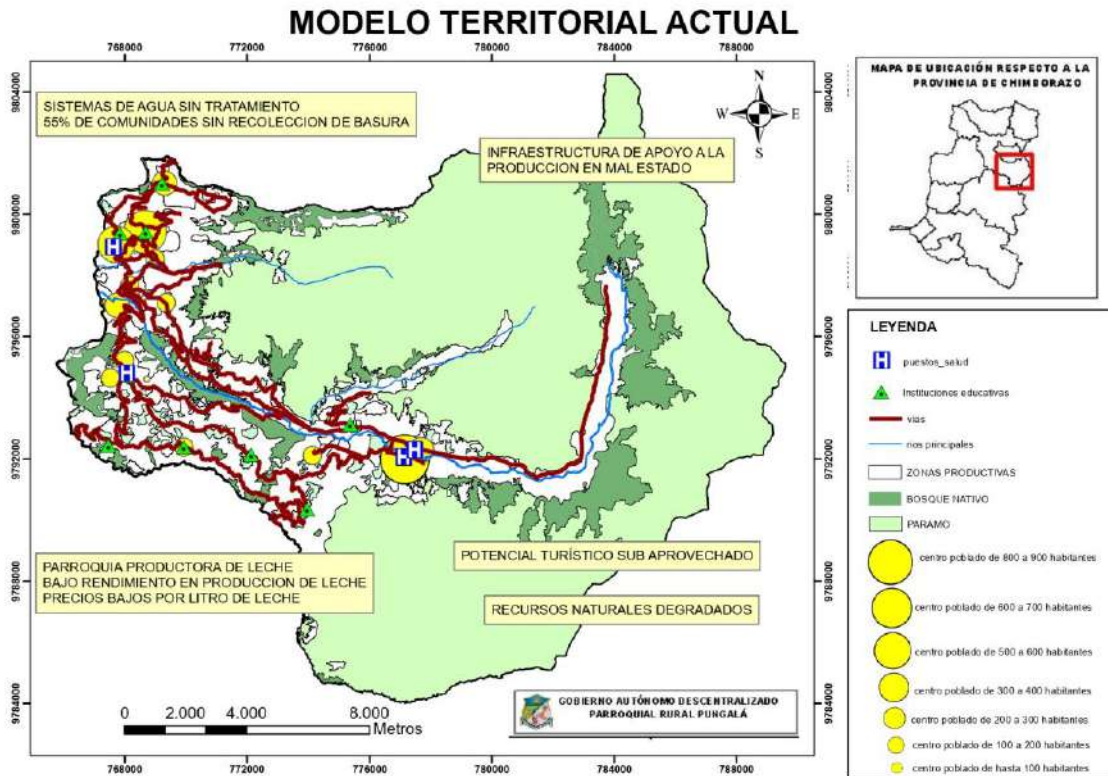 MODELO TERRITORIAL ACTUAL
768000 772000 776000 780000 784000 788000
9804000
9800000
9796000
9792000
9788000
9784000
SISTEMAS DE AGUA SIN TRATAMIENTO
55% DE COMUNIDADES SIN RECOLECCION DE BASURA
INFRAESTRUCTURA DE APOYO A LA
PRODUCCION EN MAL ESTADO
N
W E
S
H
H
H H
PARROQUIA PRODUCTORA DE LECHE
BAJO RENDIMIENTO EN PRODUCCION DE LECHE
PRECIOS BAJOS POR LITRO DE LECHE
POTENCIAL TURÍSTICO SUB APROVECHADO
RECURSOS NATURALES DEGRADADOS
GOBIERNO AUTÓNOMO DESCENTRALIZADO
PARROQUIAL RURAL PUNGALÁ
0 2.000 4.000 8.000
Metros
9804000
9800000
9796000
9792000
9788000
9784000
768000 772000 776000 780000 784000 788000
MAPA DE UBICACIÓN RESPECTO A LA
PROVINCIA DE CHIMBORAZO
LEYENDA
H puestos_salud
Instituciones educativas
vias
rios principales
ZONAS PRODUCTIVAS
BOSQUE NATIVO
PARAMO
centro poblado de 800 a 900 habitantes
centro poblado de 600 a 700 habitantes
centro poblado de 500 a 600 habitantes
centro poblado de 300 a 400 habitantes
centro poblado de 200 a 300 habitantes
centro poblado de 100 a 200 habitantes
centro poblado de hasta 100 habitantes